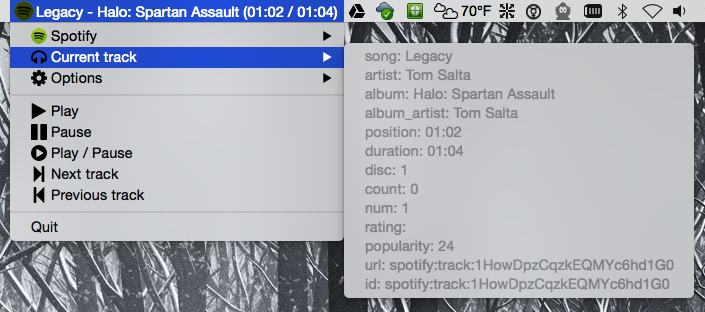 Legacy - Halo: Spartan Assault (01:02 / 01:04)
70°F
Spotify
Current track
Options
Play
Pause
Play / Pause
Next track
Previous track
Quit
song: Legacy
artist: Tom Salta
album: Halo: Spartan Assault
album_artist: Tom Salta
position: 01:02
duration: 01:04
disc: 1
count: 0
num: 1
rating:
popularity: 24
url: spotify:track:1HowDpzCqzkEQMYc6hd1G0
id: spotify:track:1HowDpzCqzkEQMYc6hd1G0